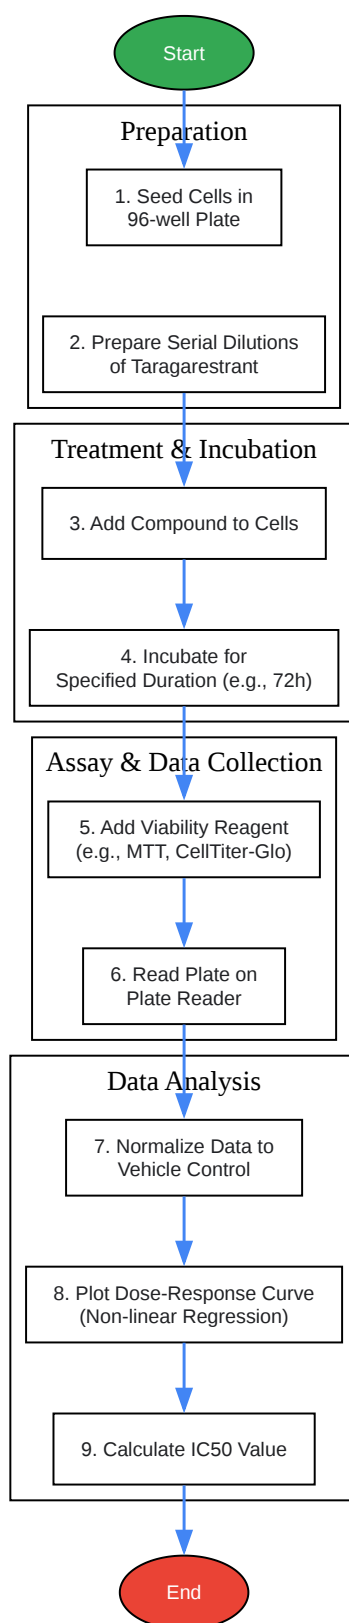 Start
Preparation
1. Seed Cells in
96-well Plate
2. Prepare Serial Dilutions
of Taragarestrant
Treatment & Incubation
3. Add Compound to Cells
4. Incubate for
Specified Duration (e.g., 72h)
Assay & Data Collection
5. Add Viability Reagent
(e.g., MTT, CellTiter-Glo)
6. Read Plate on
Plate Reader
Data Analysis
7. Normalize Data to
Vehicle Control
8. Plot Dose-Response Curve
(Non-linear Regression)
9. Calculate IC50 Value
End